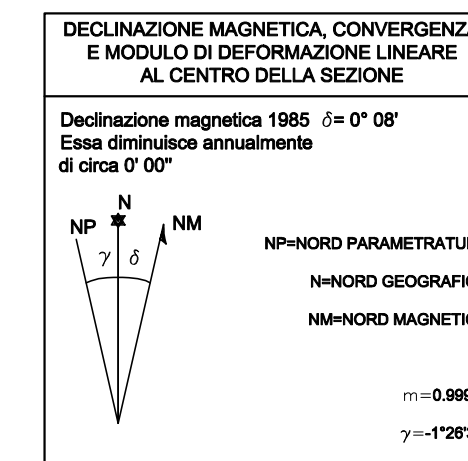 DECLINAZIONE MAGNETICA, CONVERGENZA
E MODULO DI DEFORMAZIONE LINEARE
AL CENTRO DELLA SEZIONE
Declinazione magnetica 1985 δ= 0° 08'
Essa diminuisce annualmente
di circa 0' 00"
N
NP
NM
γ δ
NP=NORD PARAMETRATU
N=NORD GEOGRAFIC
NM=NORD MAGNETIC
m=0.999
γ=-1°26'